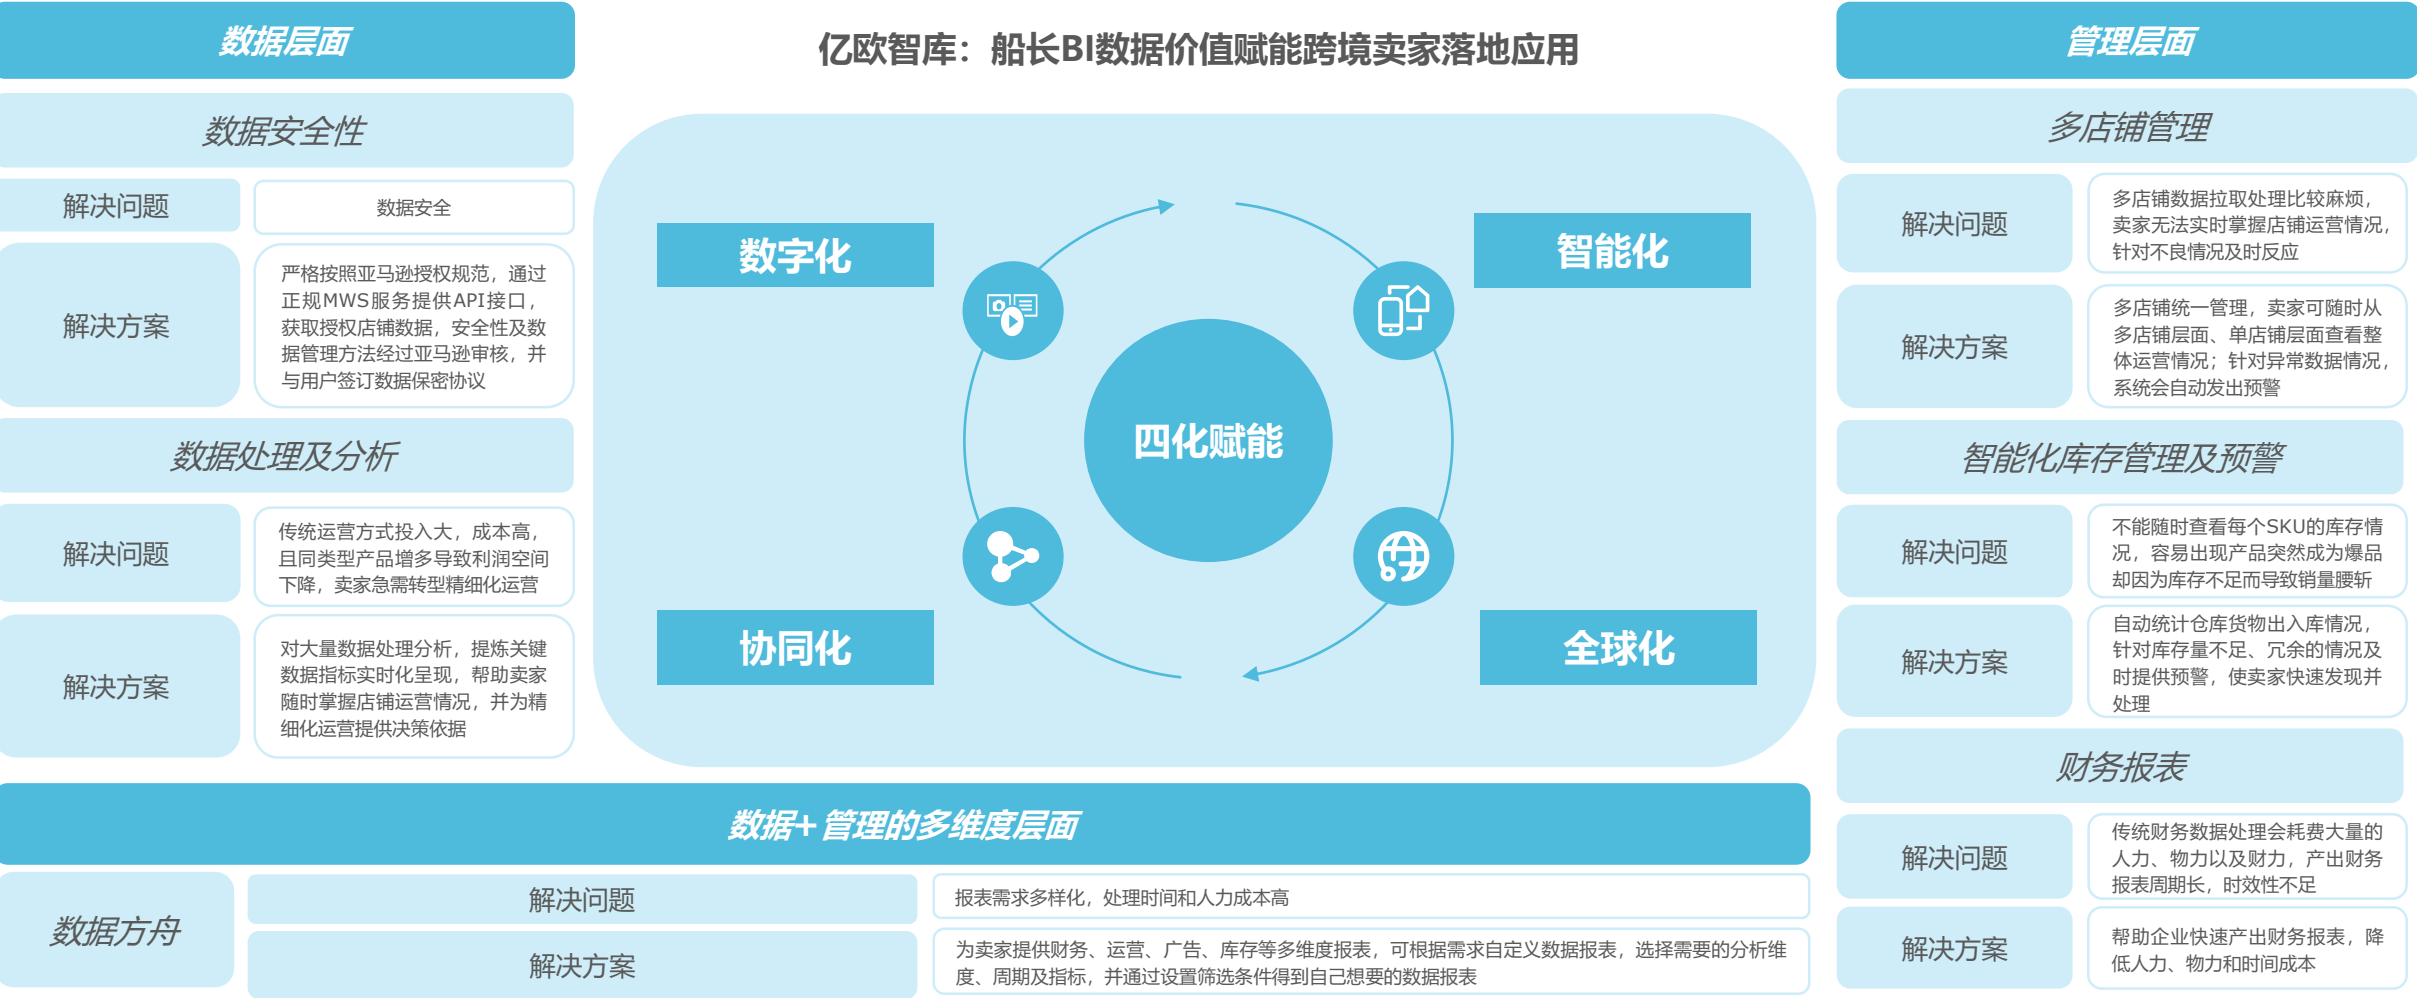 亿欧智库：船长BI数据价值赋能跨境卖家落地应用
数据层面
数据安全性
解决问题
数据安全
解决方案
严格按照亚马逊授权规范，通过
正规MWS服务提供API接口，
获取授权店铺数据，安全性及数
据管理方法经过亚马逊审核，并
与用户签订数据保密协议
数据处理及分析
解决问题
传统运营方式投入大，成本高，
且同类型产品增多导致利润空间
下降，卖家急需转型精细化运营
解决方案
对大量数据处理分析，提炼关键
数据指标实时化呈现，帮助卖家
随时掌握店铺运营情况，并为精
细化运营提供决策依据
数字化
智能化
四化赋能
协同化
全球化
管理层面
多店铺管理
解决问题
多店铺数据拉取处理比较麻烦，
卖家无法实时掌握店铺运营情况，
针对不良情况及时反应
解决方案
多店铺统一管理，卖家可随时从
多店铺层面、单店铺层面查看整
体运营情况；针对异常数据情况，
系统会自动发出预警
智能化库存管理及预警
解决问题
不能随时查看每个SKU的库存情
况，容易出现产品突然成为爆品
却因为库存不足而导致销量腰斩
解决方案
自动统计仓库货物出入库情况，
针对库存量不足、冗余的情况及
时提供预警，使卖家快速发现并
处理
财务报表
解决问题
传统财务数据处理会耗费大量的
人力、物力以及财力，产出财务
报表周期长，时效性不足
解决方案
帮助企业快速产出财务报表，降
低人力、物力和时间成本
数据+管理的多维度层面
数据方舟
解决问题
报表需求多样化，处理时间和人力成本高
解决方案
为卖家提供财务、运营、广告、库存等多维度报表，可根据需求自定义数据报表，选择需要的分析维
度、周期及指标，并通过设置筛选条件得到自己想要的数据报表